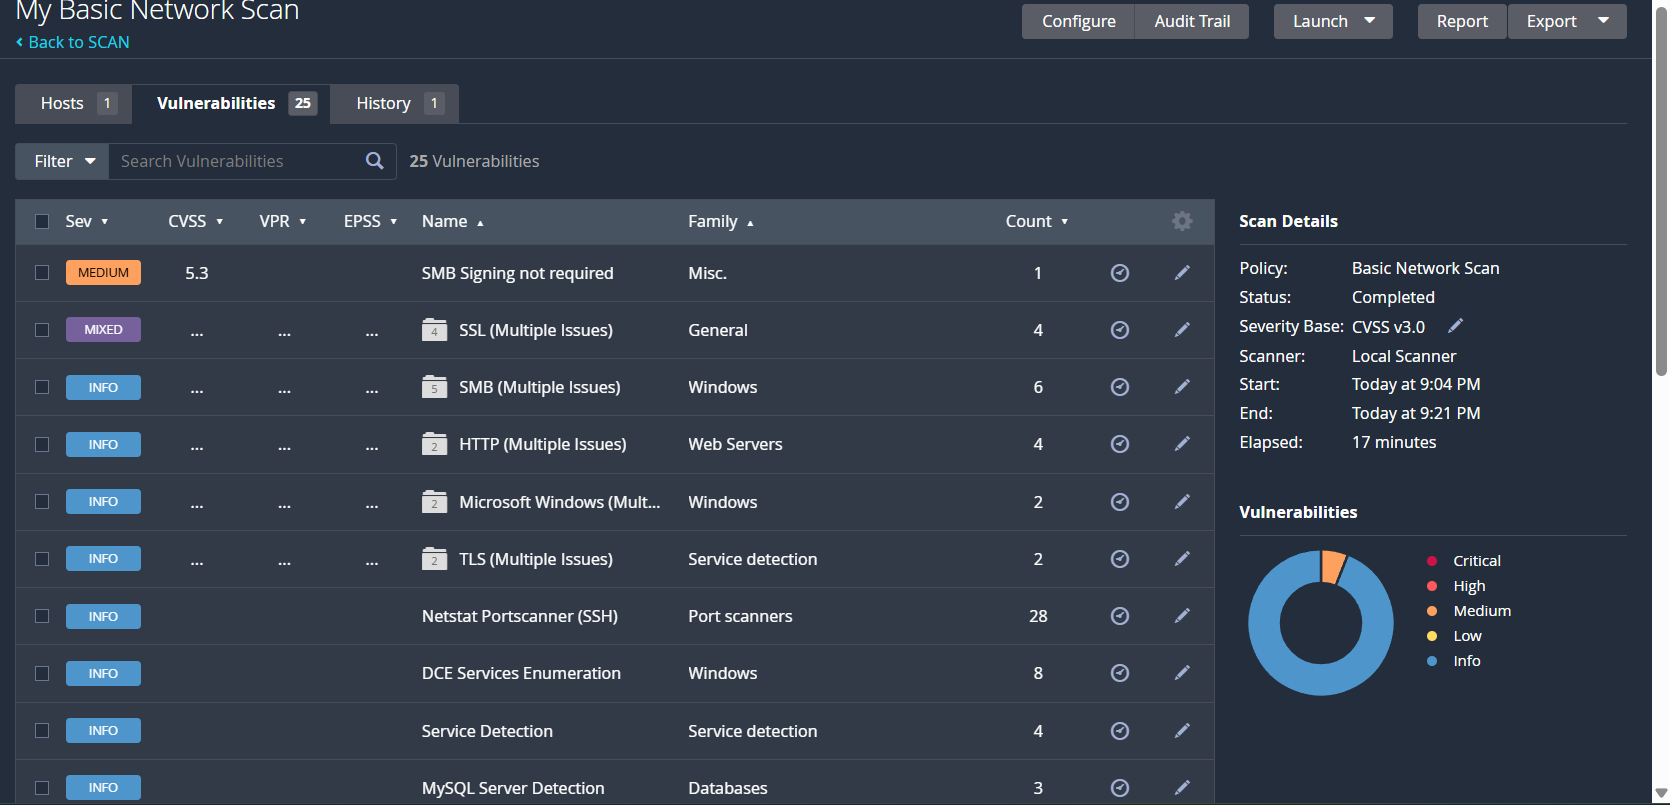 My Basic Network Scan
Configure Audit Trail Launch Report Export
Back to SCAN
Hosts 1 Vulnerabilities 25 History 1
Filter Search Vulnerabilities 25 Vulnerabilities
Sev CVSS VPR EPSS Name Family Count
MEDIUM 5.3 SMB Signing not required Misc. 1
MIXED ... ... ... 4 SSL (Multiple Issues) General 4
INFO ... ... ... 5 SMB (Multiple Issues) Windows 6
INFO ... ... ... 2 HTTP (Multiple Issues) Web Servers 4
INFO ... ... ... 2 Microsoft Windows (Mult... Windows 2
INFO ... ... ... 2 TLS (Multiple Issues) Service detection 2
INFO Netstat Portscanner (SSH) Port scanners 28
INFO DCE Services Enumeration Windows 8
INFO Service Detection Service detection 4
INFO MySQL Server Detection Databases 3
Scan Details
Policy: Basic Network Scan
Status: Completed
Severity Base: CVSS v3.0
Scanner: Local Scanner
Start: Today at 9:04 PM
End: Today at 9:21 PM
Elapsed: 17 minutes
Vulnerabilities
Critical
High
Medium
Low
Info